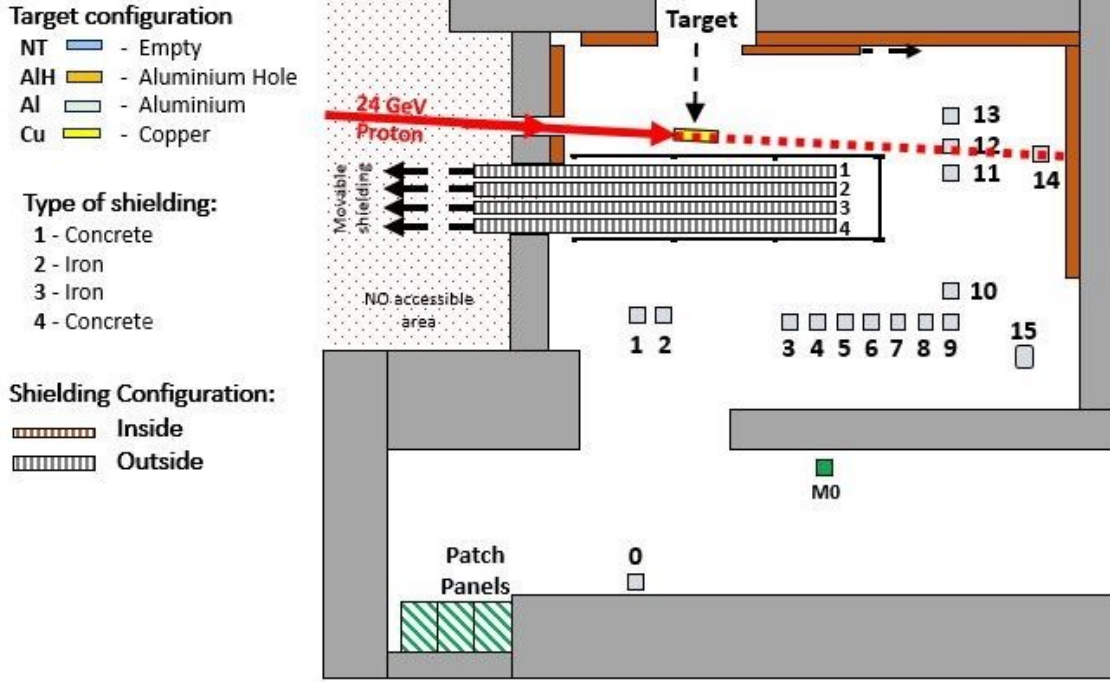 Target configuration
NT - Empty
AlH - Aluminium Hole
Al - Aluminium
Cu - Copper
Type of shielding:
1 - Concrete
2 - Iron
3 - Iron
4 - Concrete
Shielding Configuration:
Inside
Outside
Target
24 GeV
Proton
Movable
shielding
1
2
3
4
NO accessible
area
13
12
11
14
10
1 2
3 4 5 6 7 8 9
15
M0
Patch
Panels
0